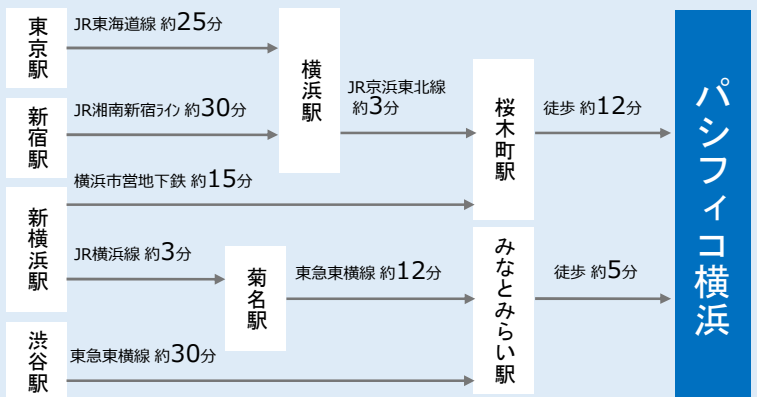 東京駅
JR東海道線 約25分
新宿駅
JR湘南新宿ﾗｲﾝ 約30分
横浜駅
JR京浜東北線
約3分
桜木町駅
徒歩 約12分
パシフィコ横浜
横浜市営地下鉄 約15分
新横浜駅
JR横浜線 約3分
菊名駅
東急東横線 約12分
みなとみらい駅
徒歩 約5分
渋谷駅
東急東横線 約30分